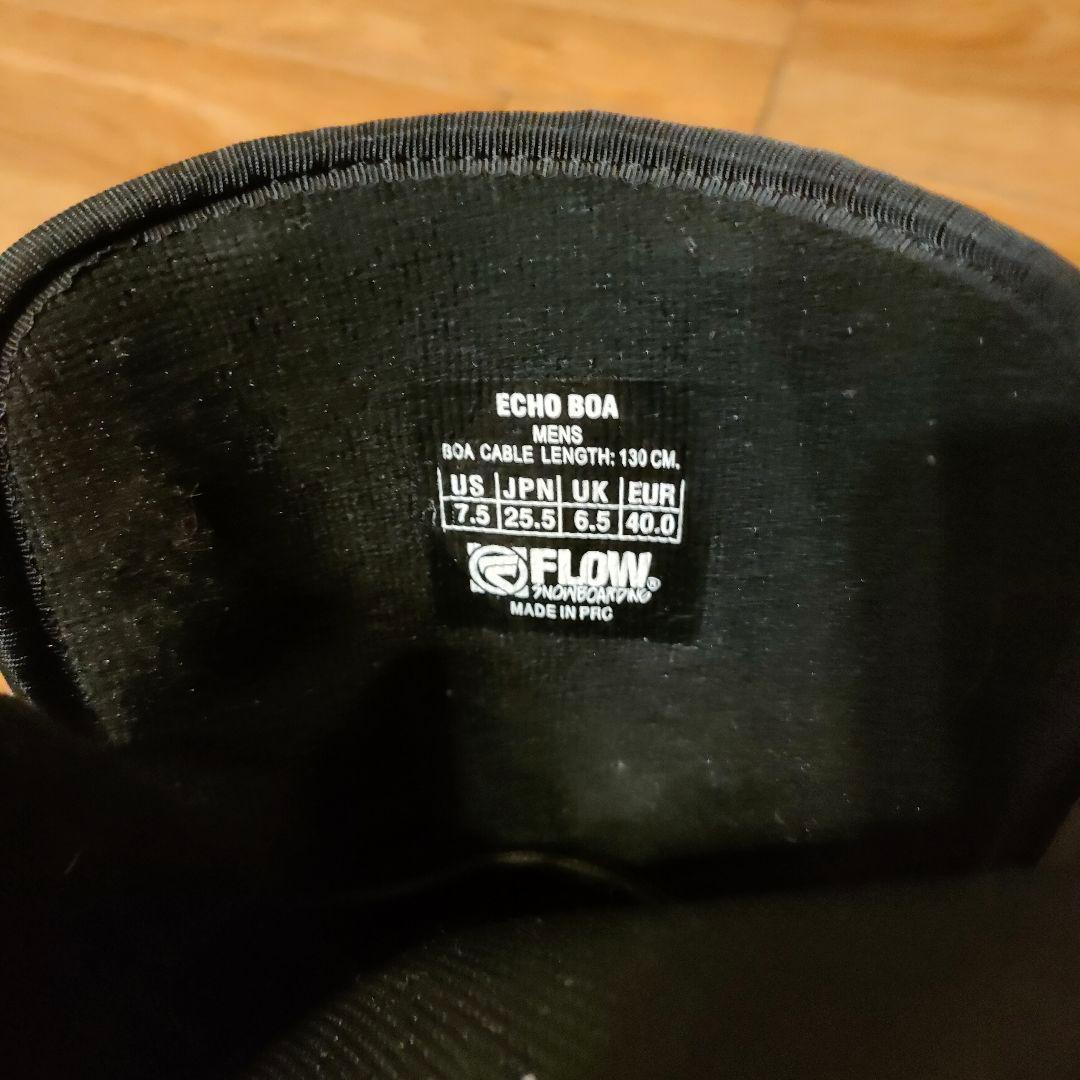 ECHO BOA
MENS
BOA CABLE LENGTH: 130 CM.
US JPN UK EUR
7.5 25.5 6.5 40.0
FLOW®
SNOWBOARDING
MADE IN PRC